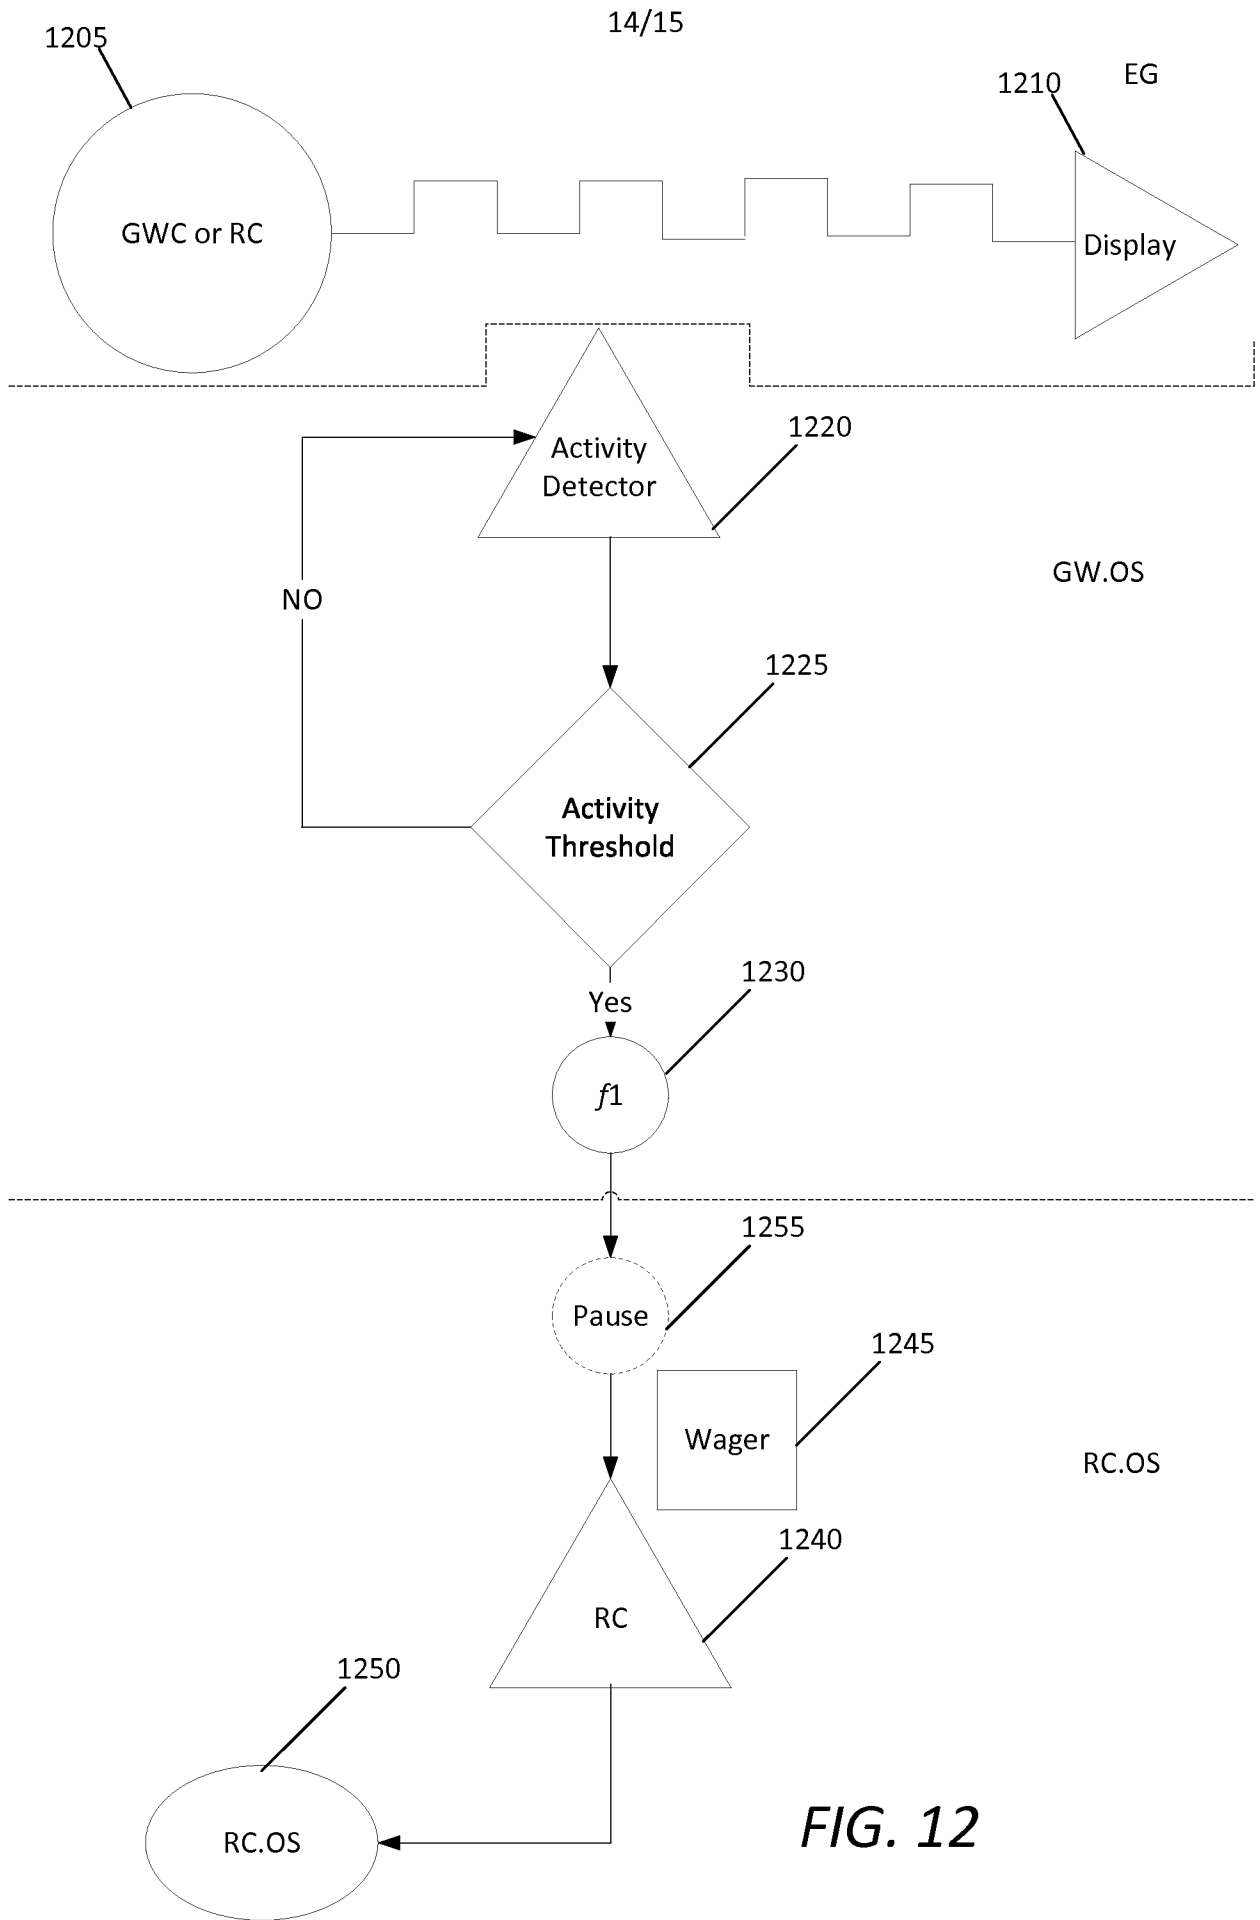 14/15
1205
EG
1210
GWC or RC
Display
1220
Activity
Detector
GW.OS
NO
1225
Activity
Threshold
1230
Yes
f1
1255
Pause
1245
Wager
RC.OS
1240
RC
1250
RC.OS
FIG. 12